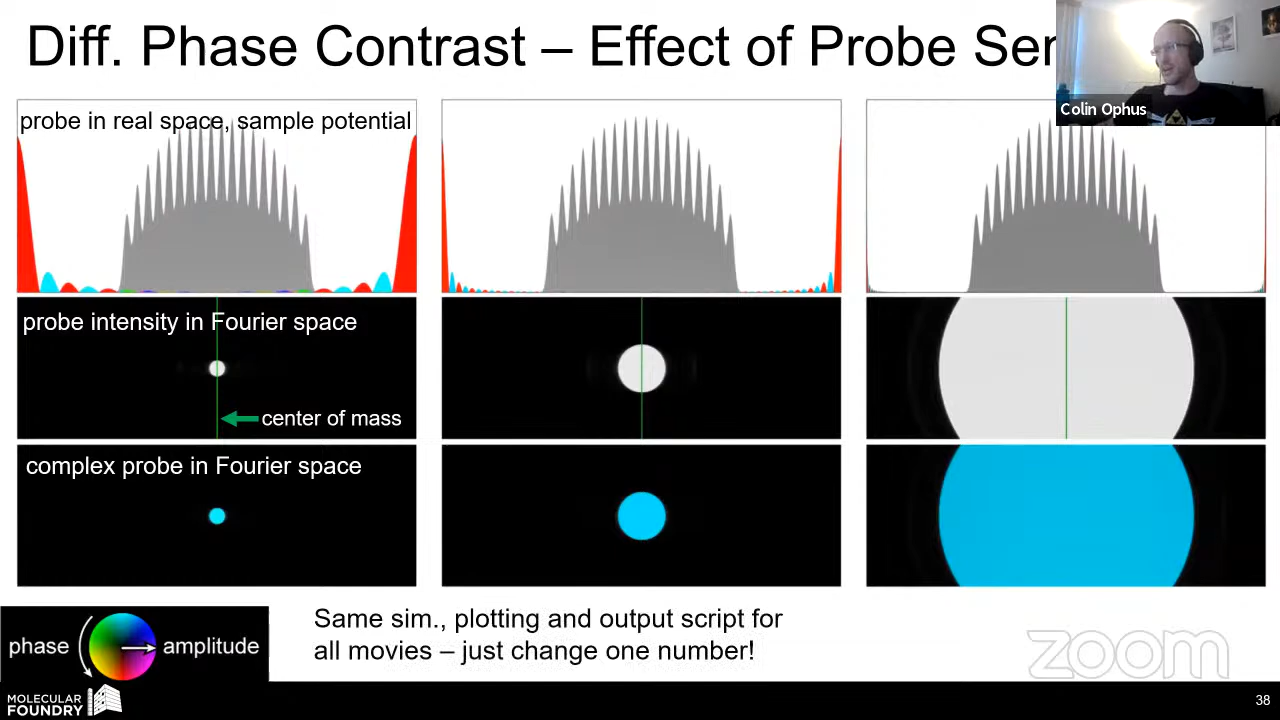 Diff. Phase Contrast – Effect of Probe
Colin Ophus
probe in real space, sample potential
probe intensity in Fourier space
center of mass
complex probe in Fourier space
phase
amplitude
Same sim., plotting and output script for
all movies – just change one number!
zoom
MOLECULAR
FOUNDRY
38